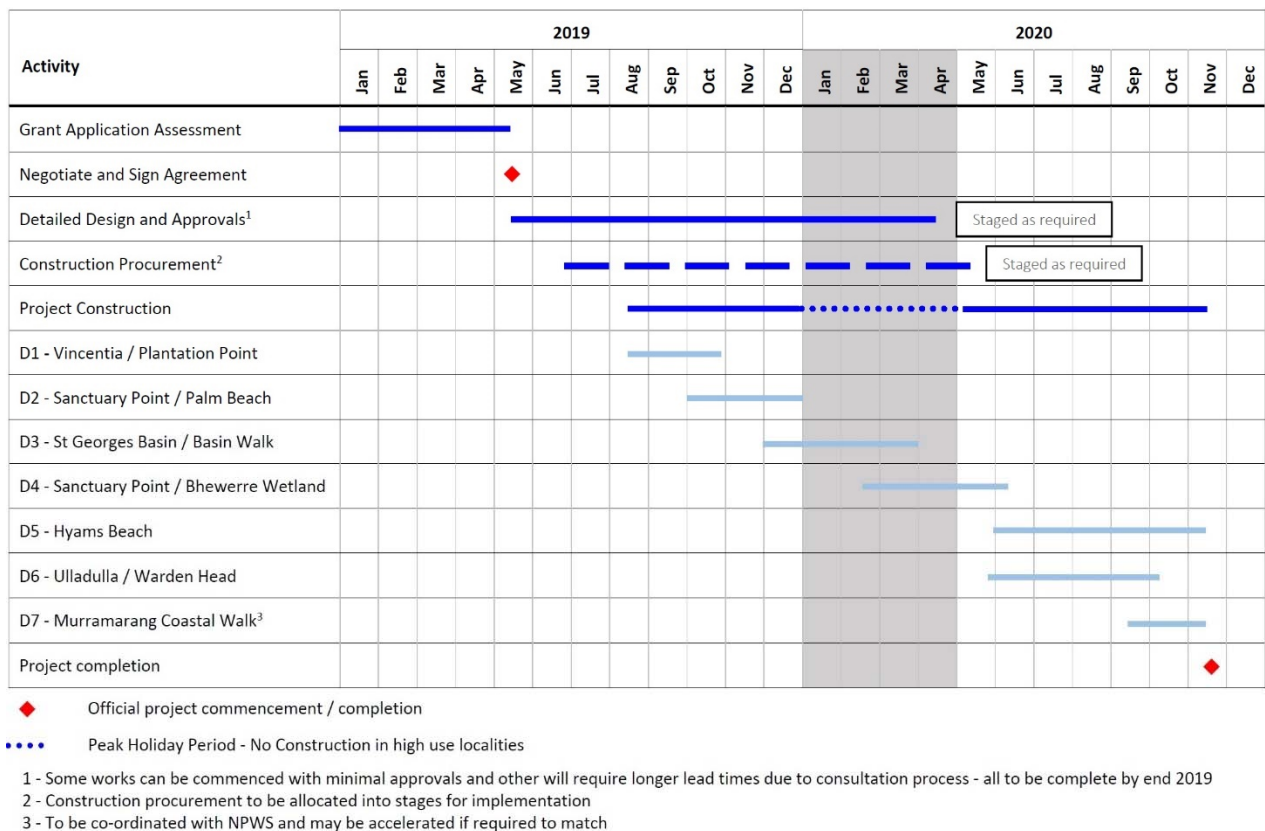 2019 2020
Activity
Jan Feb Mar Apr May Jun Jul Aug Sep Oct Nov Dec Jan Feb Mar Apr May Jun Jul Aug Sep Oct Nov Dec
Grant Application Assessment
Negotiate and Sign Agreement
Detailed Design and Approvals¹ Staged as required
Construction Procurement² Staged as required
Project Construction
D1 - Vincentia / Plantation Point
D2 - Sanctuary Point / Palm Beach
D3 - St Georges Basin / Basin Walk
D4 - Sanctuary Point / Bhewerre Wetland
D5 - Hyams Beach
D6 - Ulladulla / Warden Head
D7 - Murramarang Coastal Walk³
Project completion
Official project commencement / completion
Peak Holiday Period - No Construction in high use localities
1 - Some works can be commenced with minimal approvals and other will require longer lead times due to consultation process - all to be complete by end 2019
2 - Construction procurement to be allocated into stages for implementation
3 - To be co-ordinated with NPWS and may be accelerated if required to match